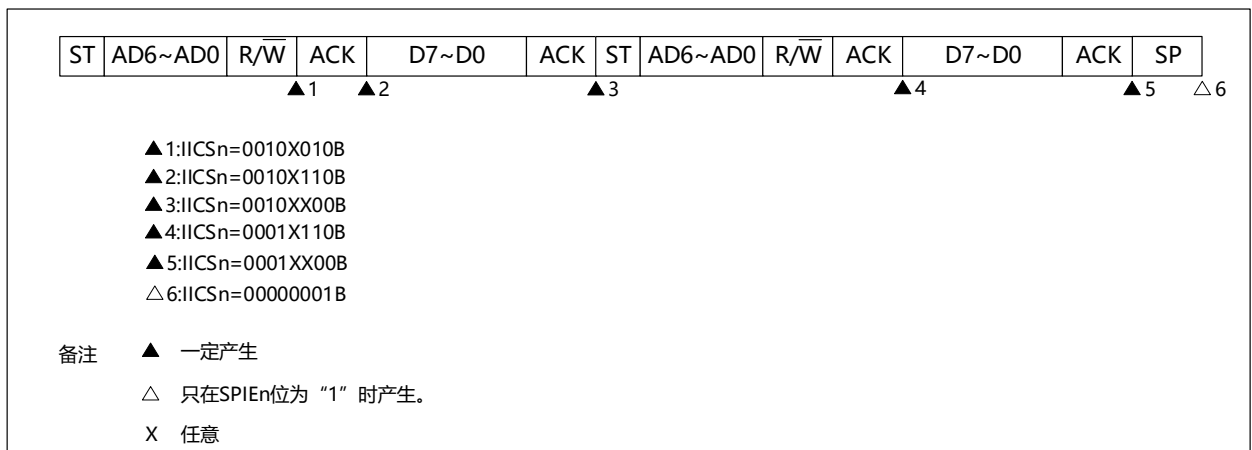 ST AD6~AD0 R/W̅ ACK D7~D0 ACK ST AD6~AD0 R/W̅ ACK D7~D0 ACK SP
▲1 ▲2 ▲3 ▲4 ▲5 △6
▲1:IICSn=0010X010B
▲2:IICSn=0010X110B
▲3:IICSn=0010XX00B
▲4:IICSn=0001X110B
▲5:IICSn=0001XX00B
△6:IICSn=00000001B
备注 ▲ 一定产生
△ 只在SPIEn位为“1”时产生。
X 任意